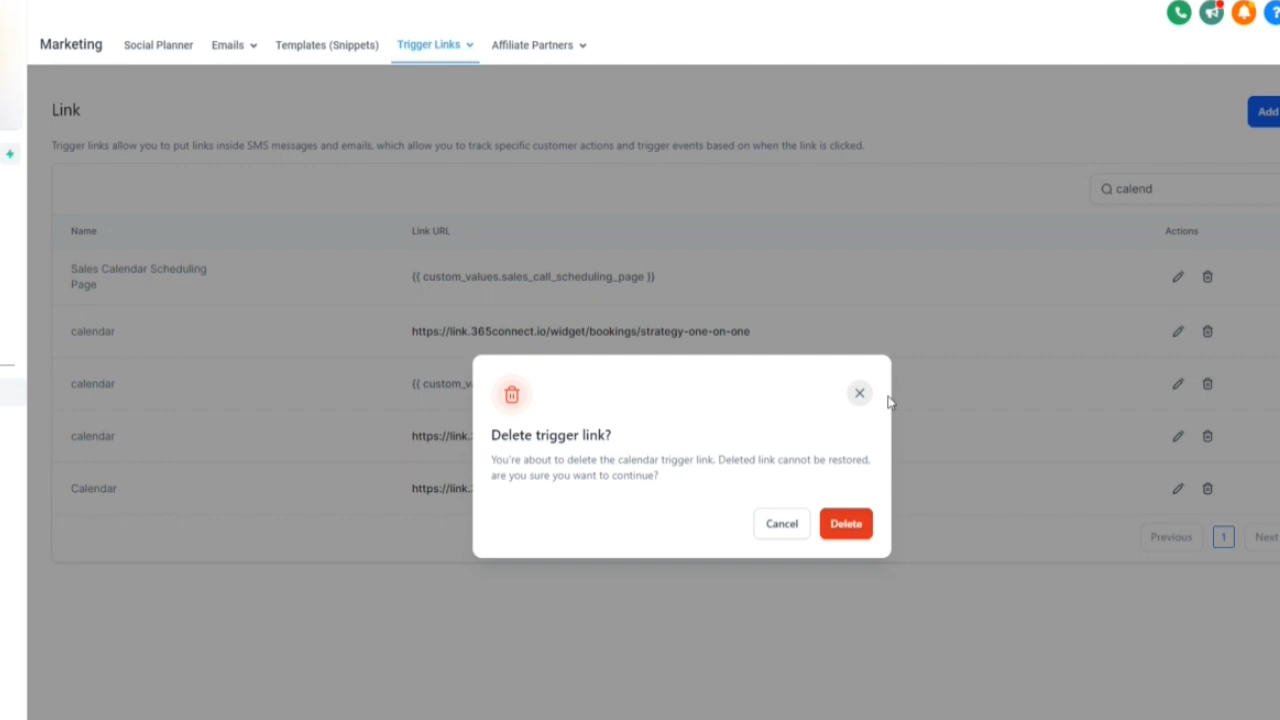 Marketing Social Planner Emails Templates (Snippets) Trigger Links Affiliate Partners
Link
Add
Trigger links allow you to put links inside SMS messages and emails, which allow you to track specific customer actions and trigger events based on when the link is clicked.
calend
Name Link URL Actions
Sales Calendar Scheduling
Page
{{ custom_values.sales_call_scheduling_page }}
calendar https://link.365connect.io/widget/bookings/strategy-one-on-one
calendar {{ custom_v
calendar https://link.
Calendar https://link.
Previous 1 Next
Delete trigger link?
You're about to delete the calendar trigger link. Deleted link cannot be restored,
are you sure you want to continue?
Cancel Delete